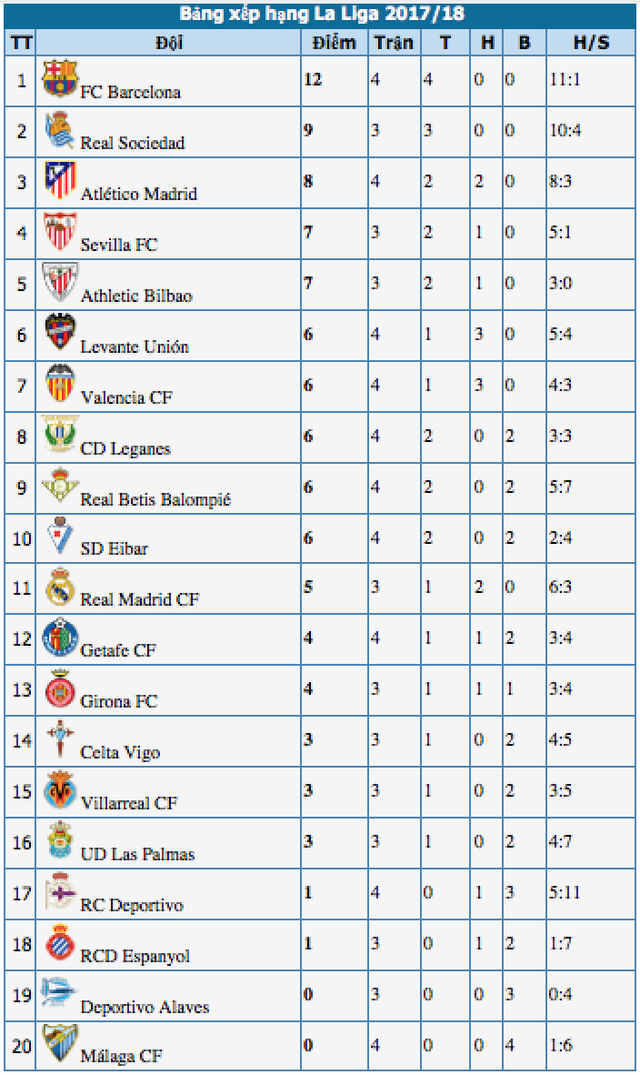 Bảng xếp hạng La Liga 2017/18
TT Đội Điểm Trận T H B H/S
1 FC Barcelona 12 4 4 0 0 11:1
2 Real Sociedad 9 3 3 0 0 10:4
3 Atlético Madrid 8 4 2 2 0 8:3
4 Sevilla FC 7 3 2 1 0 5:1
5 Athletic Bilbao 7 3 2 1 0 3:0
6 Levante Unión 6 4 1 3 0 5:4
7 Valencia CF 6 4 1 3 0 4:3
8 CD Leganes 6 4 2 0 2 3:3
9 Real Betis Balompié 6 4 2 0 2 5:7
10 SD Eibar 6 4 2 0 2 2:4
11 Real Madrid CF 5 3 1 2 0 6:3
12 Getafe CF 4 4 1 1 2 3:4
13 Girona FC 4 3 1 1 1 3:4
14 Celta Vigo 3 3 1 0 2 4:5
15 Villarreal CF 3 3 1 0 2 3:5
16 UD Las Palmas 3 3 1 0 2 4:7
17 RC Deportivo 1 4 0 1 3 5:11
18 RCD Espanyol 1 3 0 1 2 1:7
19 Deportivo Alaves 0 3 0 0 3 0:4
20 Málaga CF 0 4 0 0 4 1:6